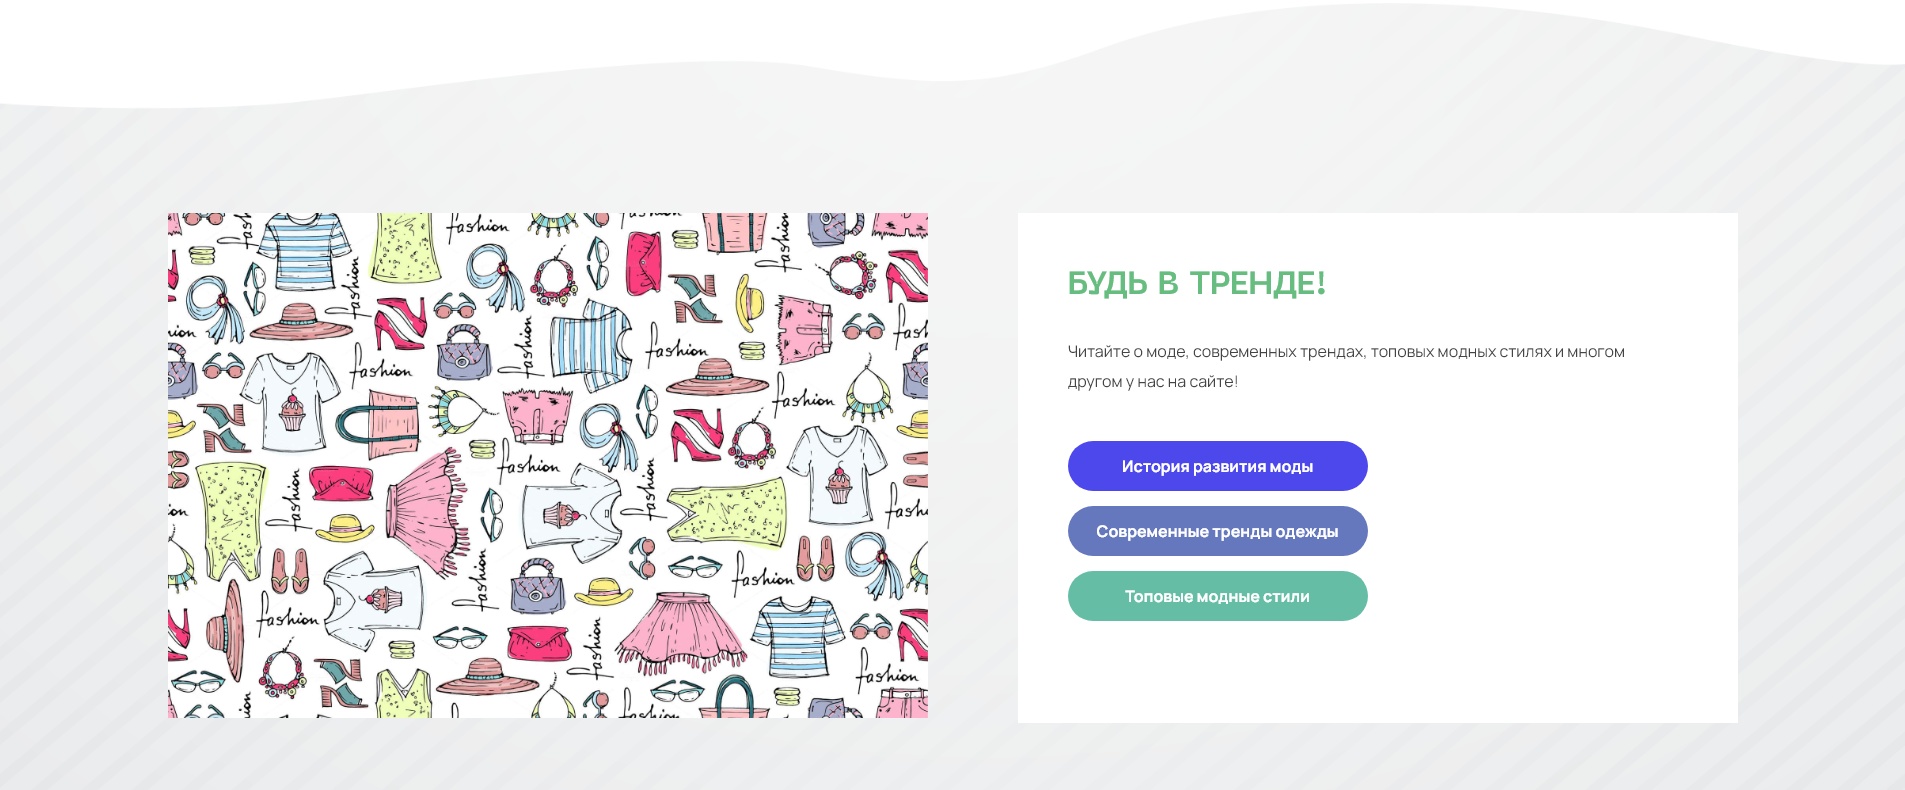 fashion
БУДЬ В ТРЕНДЕ!
Читайте о моде, современных трендах, топовых модных стилях и многом
другом у нас на сайте!
История развития моды
Современные тренды одежды
Топовые модные стили